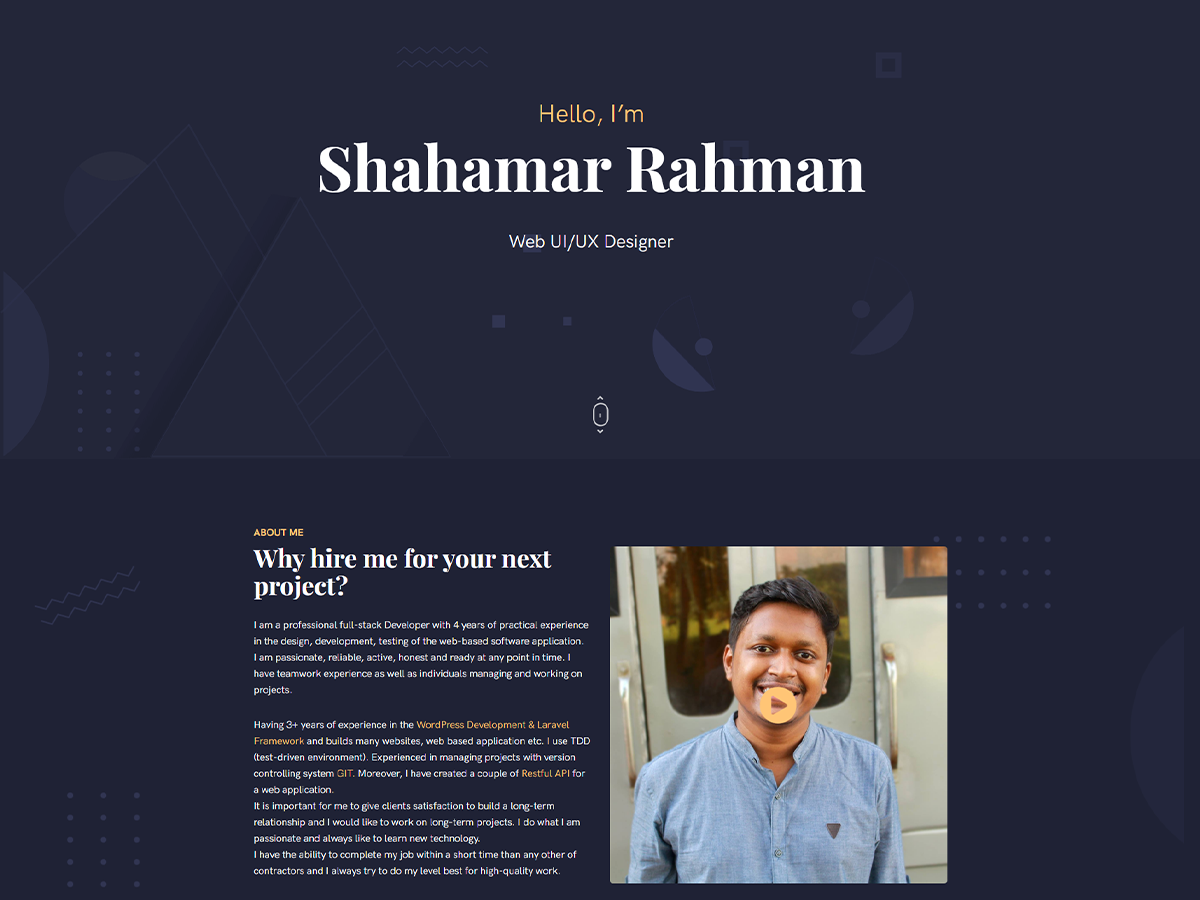 Hello, I’m
Shahamar Rahman
Web UI/UX Designer
ABOUT ME
Why hire me for your next
project?
I am a professional full-stack Developer with 4 years of practical experience
in the design, development, testing of the web-based software application.
I am passionate, reliable, active, honest and ready at any point in time. I
have teamwork experience as well as individuals managing and working on
projects.
Having 3+ years of experience in the WordPress Development & Laravel
Framework and builds many websites, web based application etc. I use TDD
(test-driven environment). Experienced in managing projects with version
controlling system GIT. Moreover, I have created a couple of Restful API for
a web application.
It is important for me to give clients satisfaction to build a long-term
relationship and I would like to work on long-term projects. I do what I am
passionate and always like to learn new technology.
I have the ability to complete my job within a short time than any other of
contractors and I always try to do my level best for high-quality work.